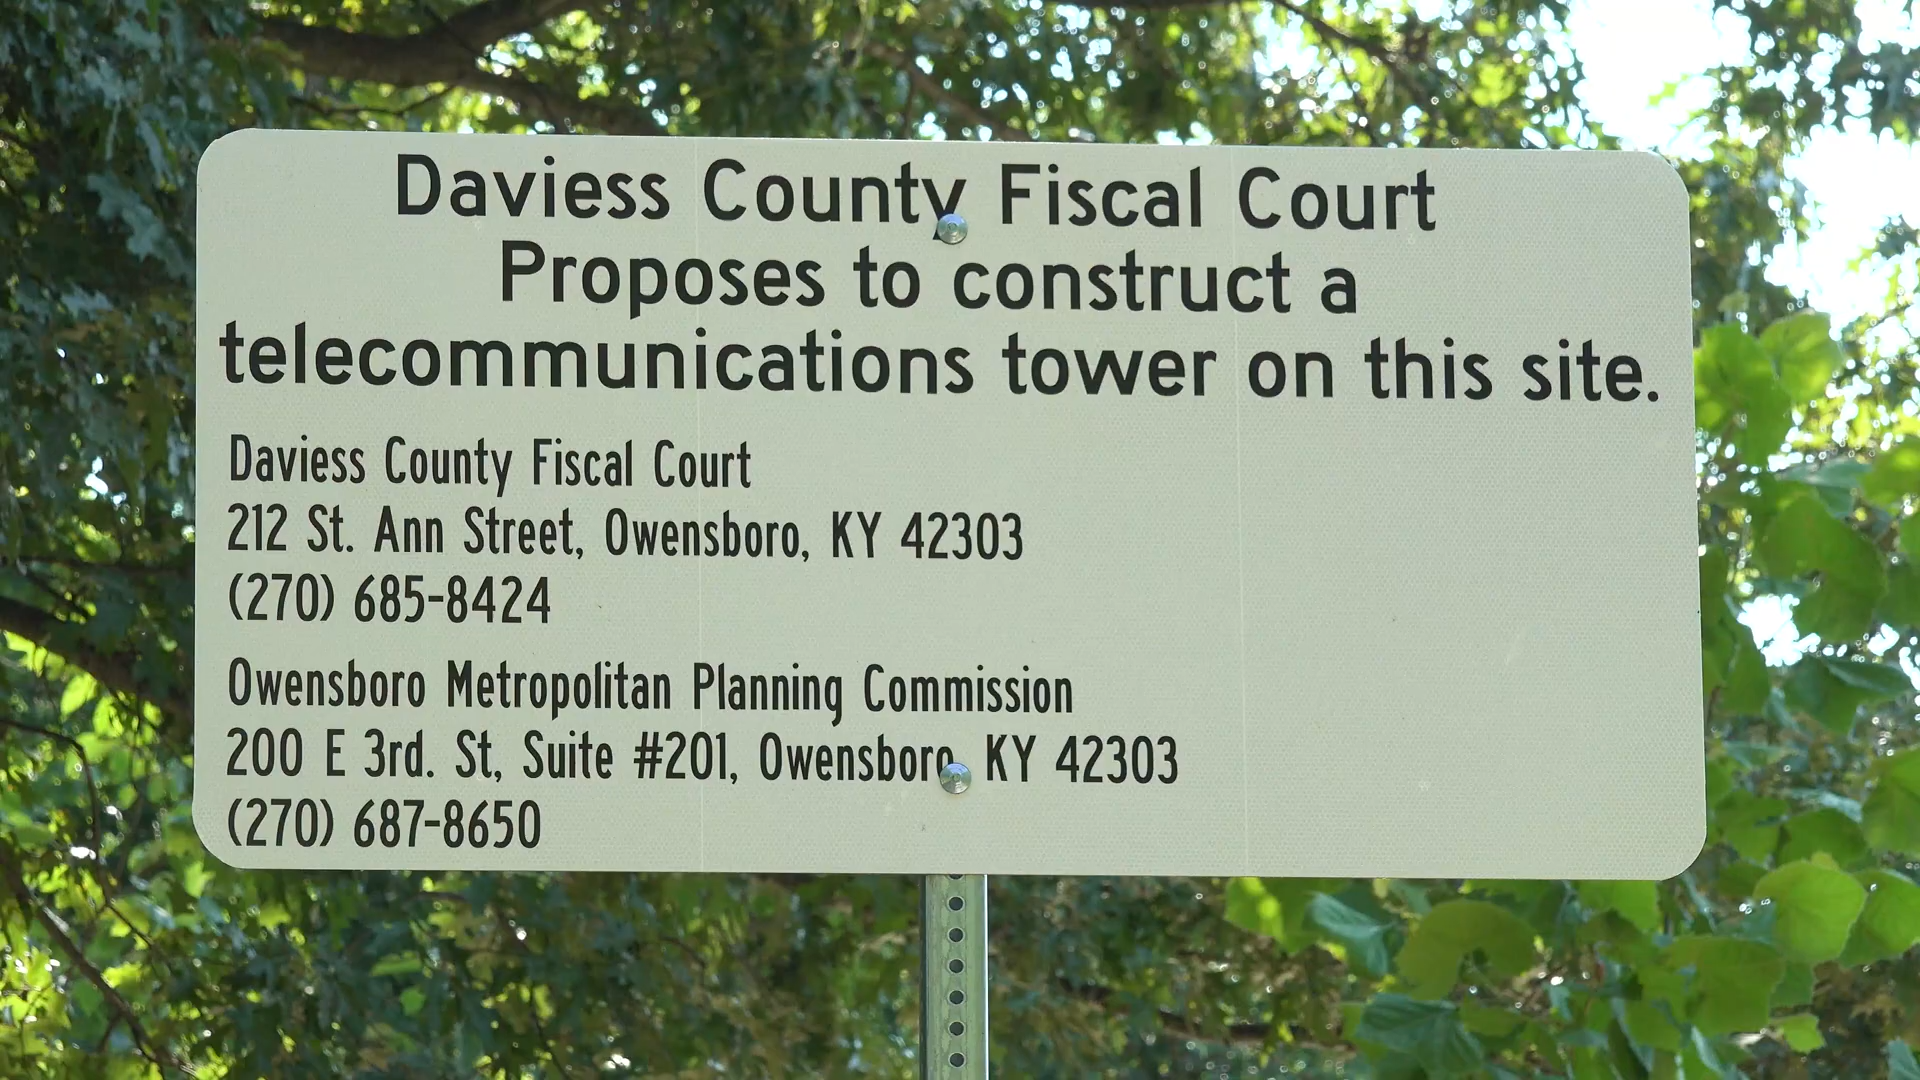 Daviess County Fiscal Court
Proposes to construct a
telecommunications tower on this site.
Daviess County Fiscal Court
212 St. Ann Street, Owensboro, KY 42303
(270) 685-8424
Owensboro Metropolitan Planning Commission
200 E 3rd. St, Suite #201, Owensboro, KY 42303
(270) 687-8650